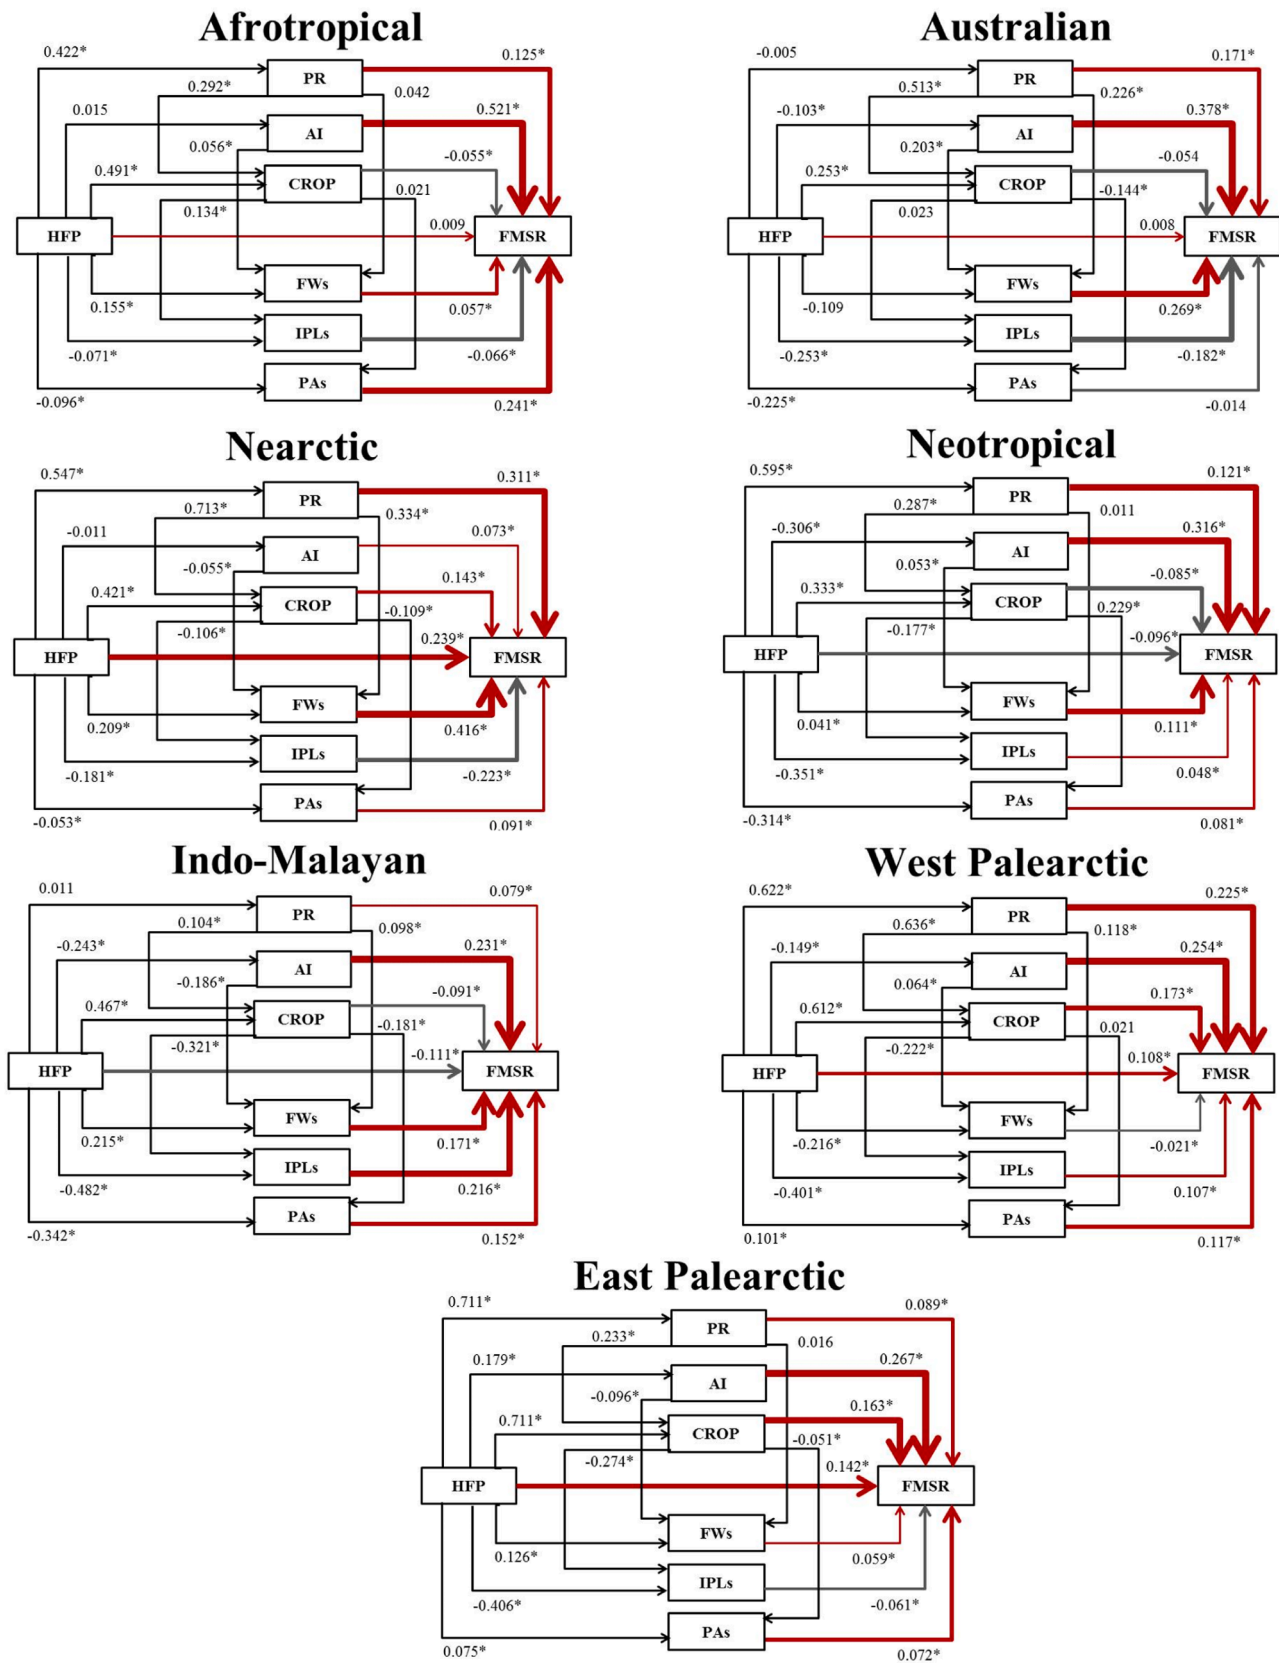 Afrotropical
0.422*
0.125*
PR
0.292*
0.042
0.015
0.521*
AI
0.056*
-0.055*
0.491*
CROP
0.021
0.134*
0.009
HFP
FMSR
FWs
0.155*
0.057*
IPLs
-0.071*
-0.066*
PAs
-0.096*
0.241*
Australian
-0.005
0.171*
PR
0.513*
0.226*
-0.103*
0.378*
AI
0.203*
-0.054
0.253*
CROP
-0.144*
0.023
0.008
HFP
FMSR
FWs
-0.109
0.269*
IPLs
-0.253*
-0.182*
PAs
-0.225*
-0.014
Nearctic
0.547*
0.311*
PR
0.713*
0.334*
-0.011
0.073*
AI
-0.055*
0.143*
0.421*
CROP
-0.109*
-0.106*
0.239*
HFP
FMSR
FWs
0.209*
0.416*
IPLs
-0.181*
-0.223*
PAs
-0.053*
0.091*
Neotropical
0.595*
0.121*
PR
0.287*
0.011
-0.306*
0.316*
AI
0.053*
-0.085*
0.333*
CROP
0.229*
-0.177*
-0.096*
HFP
FMSR
FWs
0.041*
0.111*
IPLs
-0.351*
0.048*
PAs
-0.314*
0.081*
Indo-Malayan
0.011
0.079*
PR
0.104*
0.098*
-0.243*
0.231*
AI
-0.186*
-0.091*
0.467*
CROP
-0.181*
-0.321*
-0.111*
HFP
FMSR
FWs
0.215*
0.171*
IPLs
-0.482*
0.216*
PAs
-0.342*
0.152*
West Palearctic
0.622*
0.225*
PR
0.636*
0.118*
-0.149*
0.254*
AI
0.064*
0.173*
0.612*
CROP
0.021
-0.222*
0.108*
HFP
FMSR
FWs
-0.216*
-0.021*
IPLs
-0.401*
0.107*
PAs
0.101*
0.117*
East Palearctic
0.711*
0.089*
PR
0.233*
0.016
0.179*
0.267*
AI
-0.096*
0.163*
0.711*
CROP
-0.051*
-0.274*
0.142*
HFP
FMSR
FWs
0.126*
0.059*
IPLs
-0.406*
-0.061*
PAs
0.075*
0.072*